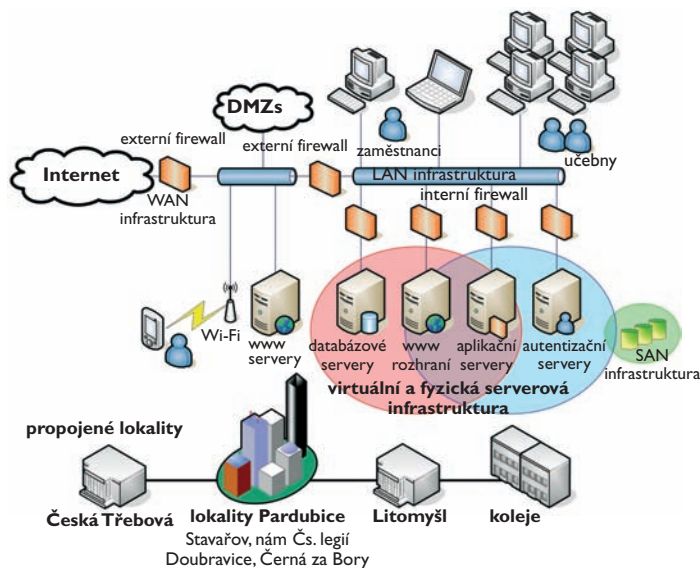 DMZs
externí firewall
externí firewall
zaměstnanci
učebny
Internet
LAN infrastruktura
WAN
infrastruktura
interní firewall
Wi-Fi
www
servery
databázové
servery
www
rozhraní
aplikační
servery
autentizační
servery
SAN
infrastruktura
virtuální a fyzická serverová
infrastruktura
propojené lokality
Česká Třebová
lokality Pardubice
Litomyšl
koleje
Stavařov, nám Čs. legií
Doubravice, Černá za Bory